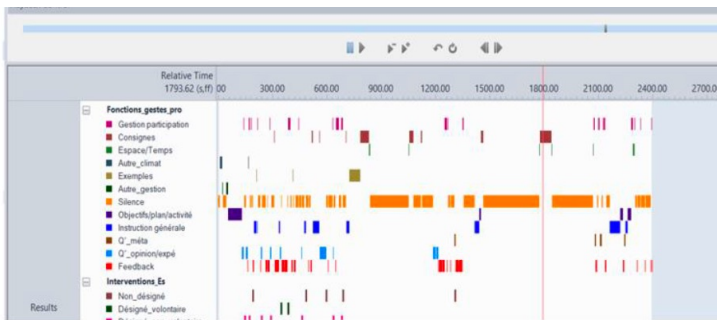 Relative Time
1793.62 (s,ff) 00 300.00 600.00 900.00 1200.00 1500.00 1800.00 2100.00 2400.00 2700.00
Fonctions_gestes_pro
Gestion participation
Consignes
Espace/Temps
Autre_climat
Exemples
Autre_gestion
Silence
Objectifs/plan/activité
Instruction générale
Q°_méta
Q°_opinion/expé
Feedback
Interventions_Es
Non_désigné
Results
Désigné_volontaire